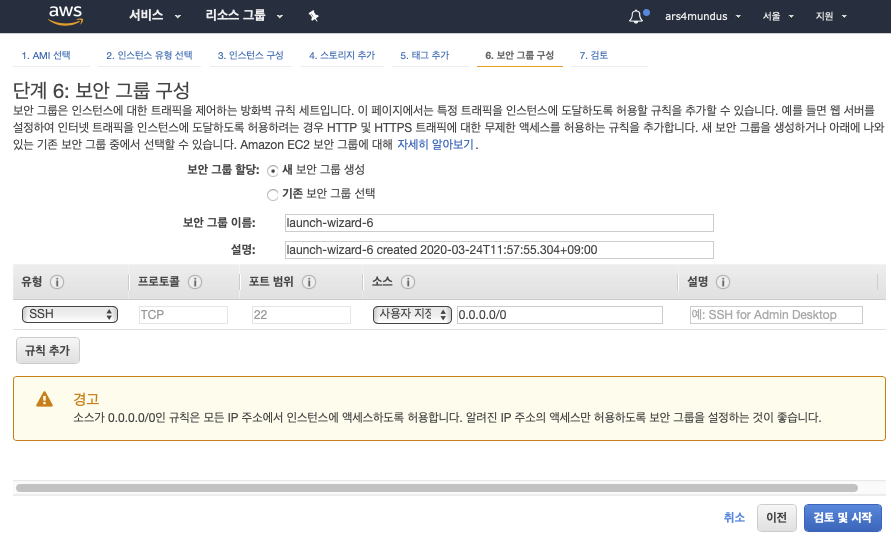 aws 서비스 리소스 그룹 ars4mundus 서울 지원
1. AMI 선택 2. 인스턴스 유형 선택 3. 인스턴스 구성 4. 스토리지 추가 5. 태그 추가 6. 보안 그룹 구성 7. 검토
단계 6: 보안 그룹 구성
보안 그룹은 인스턴스에 대한 트래픽을 제어하는 방화벽 규칙 세트입니다. 이 페이지에서는 특정 트래픽을 인스턴스에 도달하도록 허용할 규칙을 추가할 수 있습니다. 예를 들면 웹 서버를
설정하여 인터넷 트래픽을 인스턴스에 도달하도록 허용하려는 경우 HTTP 및 HTTPS 트래픽에 대한 무제한 액세스를 허용하는 규칙을 추가합니다. 새 보안 그룹을 생성하거나 아래에 나와
있는 기존 보안 그룹 중에서 선택할 수 있습니다. Amazon EC2 보안 그룹에 대해 자세히 알아보기.
보안 그룹 할당: 새 보안 그룹 생성
기존 보안 그룹 선택
보안 그룹 이름: launch-wizard-6
설명: launch-wizard-6 created 2020-03-24T11:57:55.304+09:00
유형 i 프로토콜 i 포트 범위 i 소스 i 설명 i
SSH TCP 22 사용자 지정 0.0.0.0/0 예: SSH for Admin Desktop
규칙 추가
경고
소스가 0.0.0.0/0인 규칙은 모든 IP 주소에서 인스턴스에 액세스하도록 허용합니다. 알려진 IP 주소의 액세스만 허용하도록 보안 그룹을 설정하는 것이 좋습니다.
취소 이전 검토 및 시작